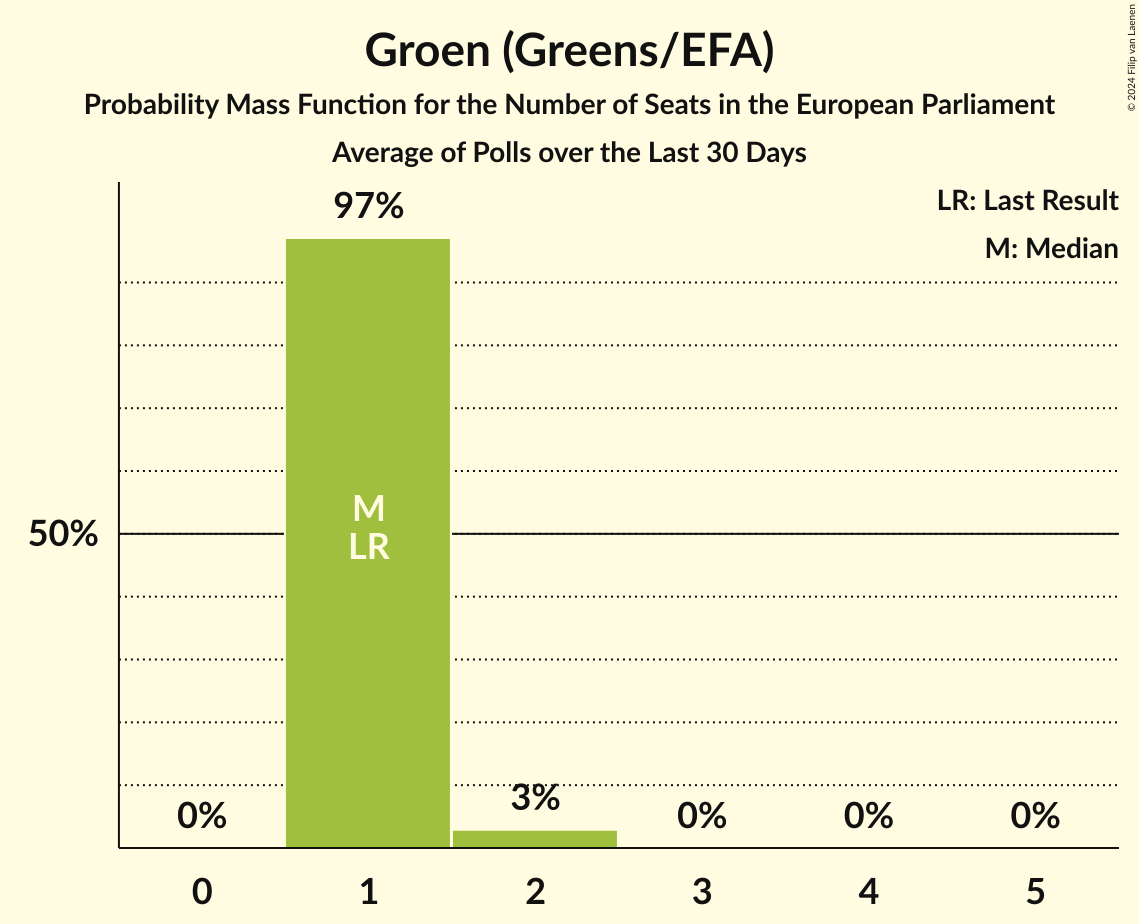 Groen (Greens/EFA)
Probability Mass Function for the Number of Seats in the European Parliament
Average of Polls over the Last 30 Days
© 2024 Filip van Laenen
LR: Last Result
M: Median
97%
50%
M
LR
0%
3%
0%
0%
0%
0
1
2
3
4
5